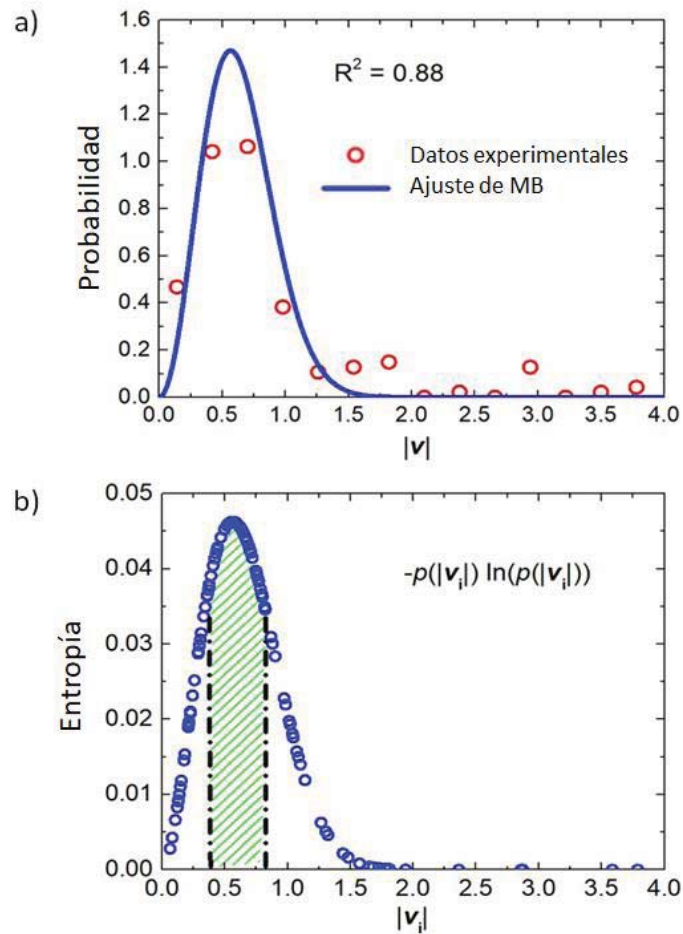 a)
1.6
1.4
1.2
1.0
0.8
0.6
0.4
0.2
0.0
Probabilidad
R² = 0.88
Datos experimentales
Ajuste de MB
0.0 0.5 1.0 1.5 2.0 2.5 3.0 3.5 4.0
|v|
b)
0.05
0.04
0.03
0.02
0.01
0.00
Entropía
-p(|vᵢ|) ln(p(|vᵢ|))
0.0 0.5 1.0 1.5 2.0 2.5 3.0 3.5 4.0
|vᵢ|